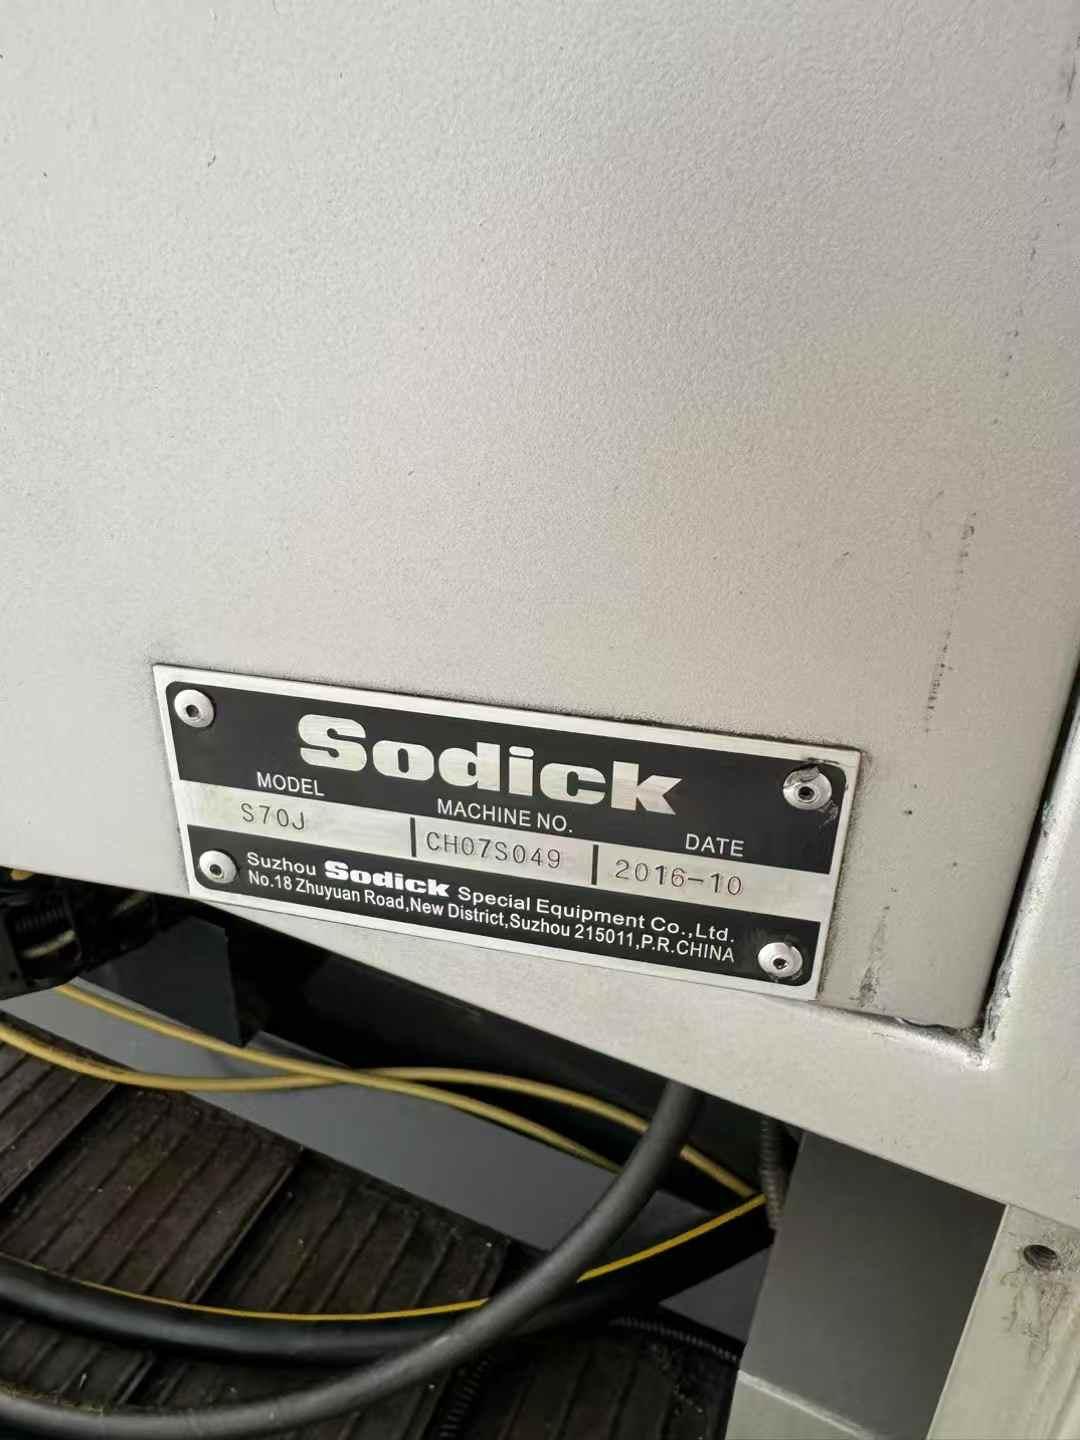 Sodick
MODEL MACHINE NO. DATE
S70J CH07S049 2016-10
Suzhou Sodick Special Equipment Co.,Ltd.
No.18 Zhuyuan Road,New District,Suzhou 215011,P.R.CHINA